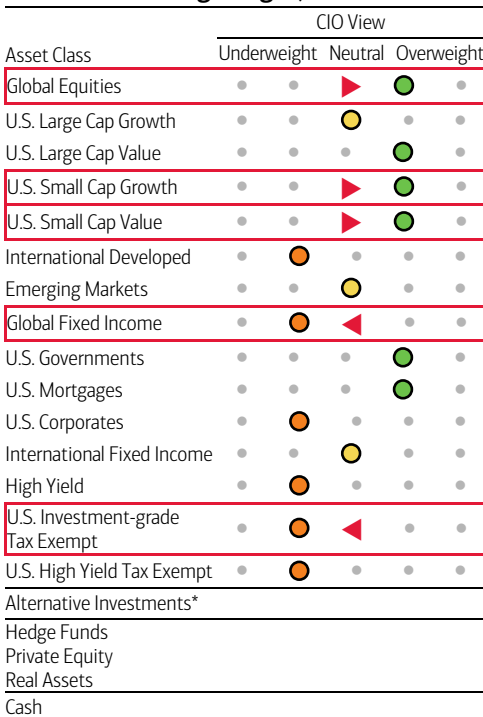 CIO View
Asset Class Underweight Neutral Overweight
Global Equities
U.S. Large Cap Growth
U.S. Large Cap Value
U.S. Small Cap Growth
U.S. Small Cap Value
International Developed
Emerging Markets
Global Fixed Income
U.S. Governments
U.S. Mortgages
U.S. Corporates
International Fixed Income
High Yield
U.S. Investment-grade
Tax Exempt
U.S. High Yield Tax Exempt
Alternative Investments*
Hedge Funds
Private Equity
Real Assets
Cash